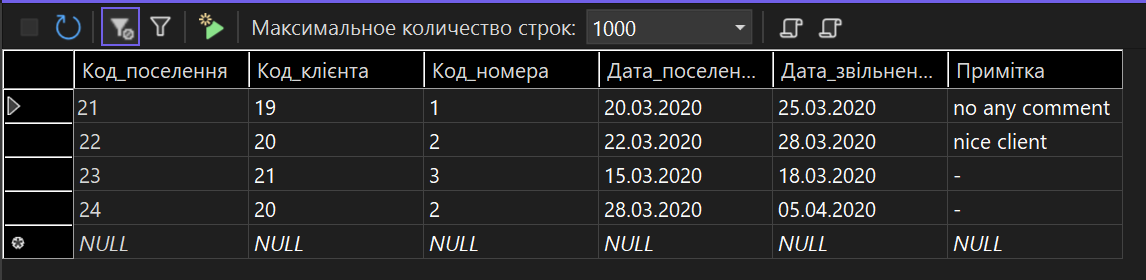 Максимальное количество строк: 1000
Код_поселення Код_клієнта Код_номера Дата_поселен... Дата_звільнен... Примітка
21 19 1 20.03.2020 25.03.2020 no any comment
22 20 2 22.03.2020 28.03.2020 nice client
23 21 3 15.03.2020 18.03.2020 -
24 20 2 28.03.2020 05.04.2020 -
NULL NULL NULL NULL NULL NULL